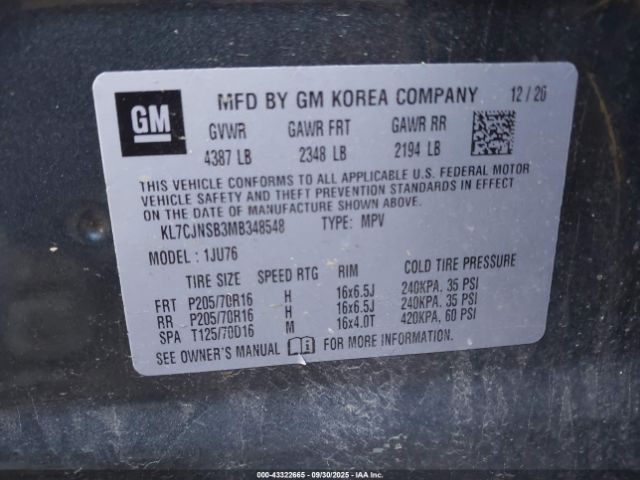 GM MFD BY GM KOREA COMPANY 12 / 20
GVWR GAWR FRT GAWR RR
4387 LB 2348 LB 2194 LB
THIS VEHICLE CONFORMS TO ALL APPLICABLE U.S. FEDERAL MOTOR
VEHICLE SAFETY AND THEFT PREVENTION STANDARDS IN EFFECT
ON THE DATE OF MANUFACTURE SHOWN ABOVE.
KL7CJNSB3MB348548 TYPE: MPV
MODEL : 1JU76
TIRE SIZE SPEED RTG RIM COLD TIRE PRESSURE
FRT P205/70R16 H 16x6.5J 240KPA, 35 PSI
RR P205/70R16 H 16x6.5J 240KPA, 35 PSI
SPA T125/70D16 M 16x4.0T 420KPA, 60 PSI
SEE OWNER'S MANUAL FOR MORE INFORMATION.
000-43322665 - 09/30/2025 - IAA, Inc.